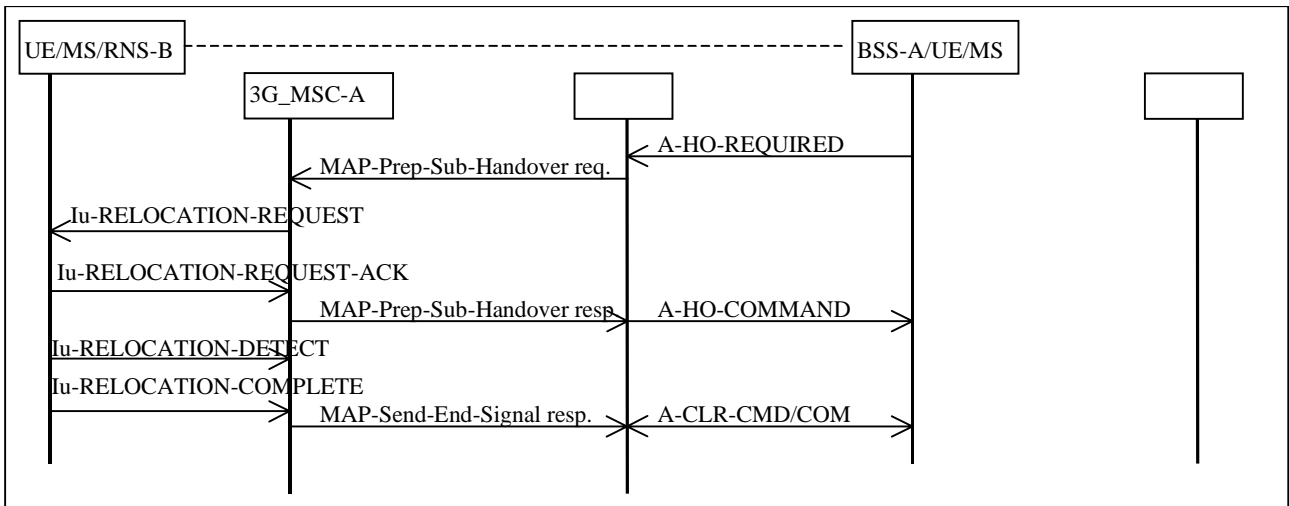 UE/MS/RNS-B
BSS-A/UE/MS
3G_MSC-A
A-HO-REQUIRED
MAP-Prep-Sub-Handover req.
Iu-RELOCATION-REQUEST
Iu-RELOCATION-REQUEST-ACK
MAP-Prep-Sub-Handover resp.
A-HO-COMMAND
Iu-RELOCATION-DETECT
Iu-RELOCATION-COMPLETE
MAP-Send-End-Signal resp.
A-CLR-CMD/COM